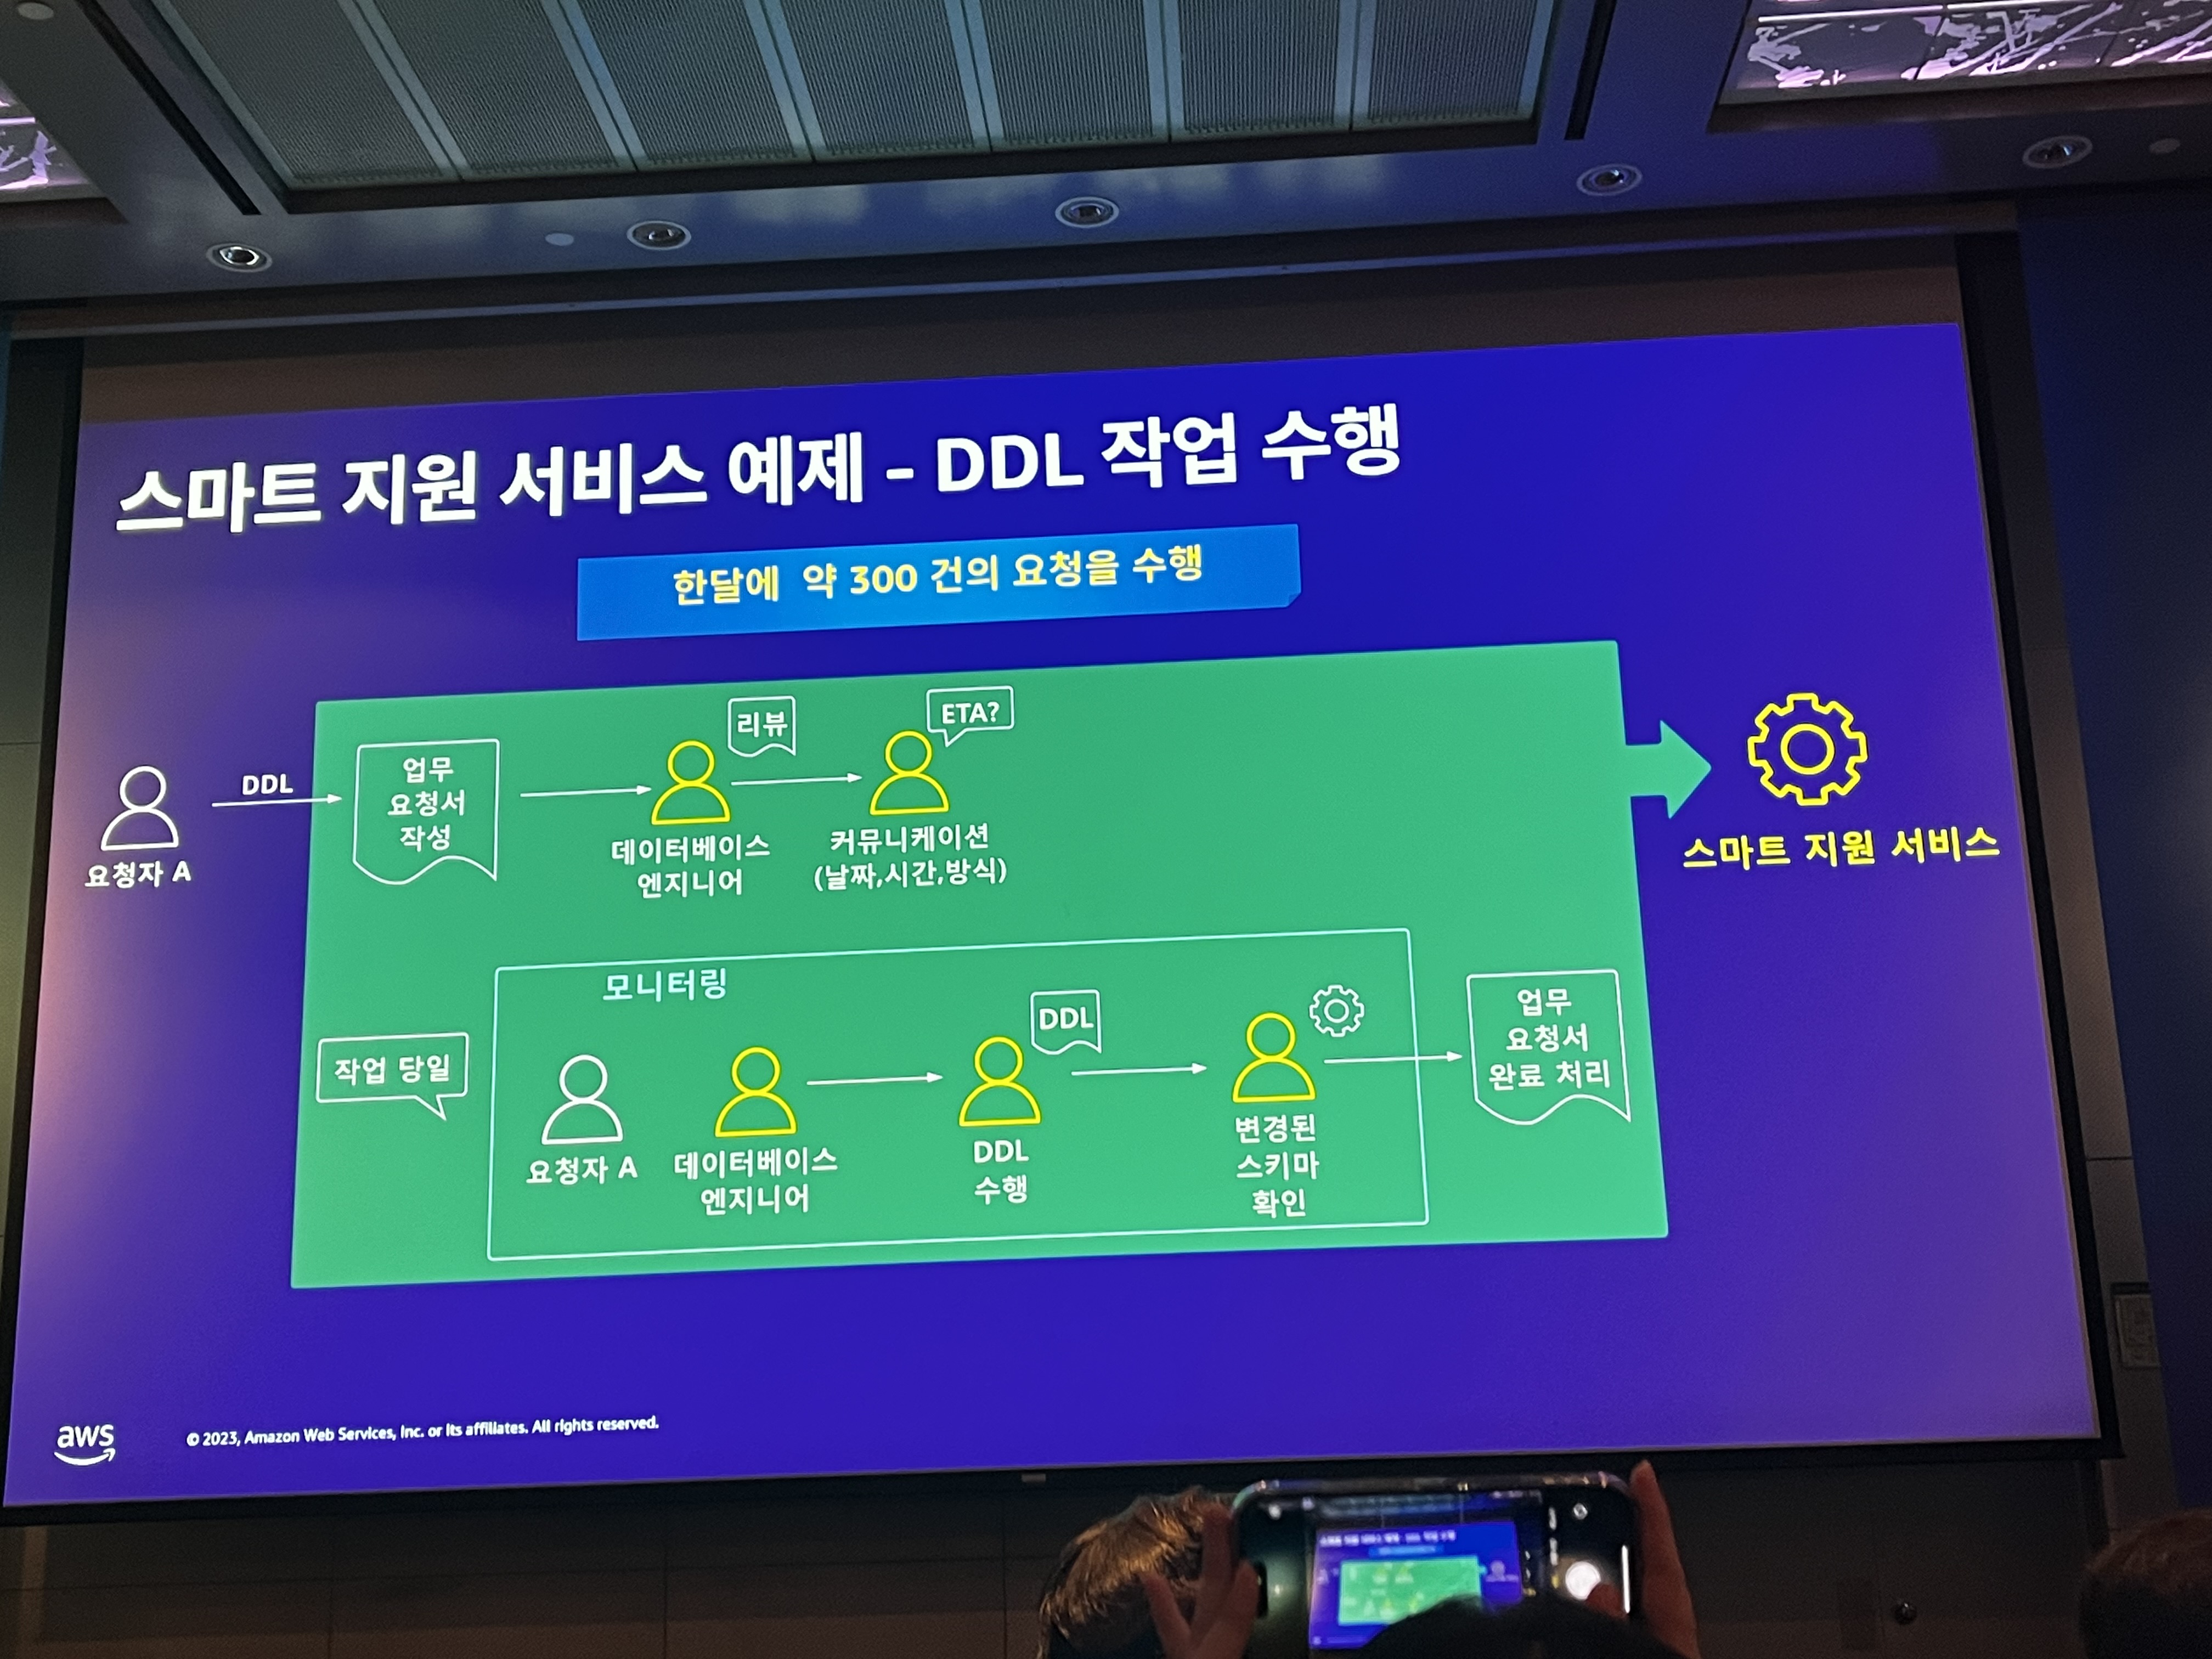 스마트 지원 서비스 예제 - DDL 작업 수행
한달에 약 300 건의 요청을 수행
요청자 A
DDL
업무
요청서
작성
리뷰
데이터베이스
엔지니어
ETA?
커뮤니케이션
(날짜,시간,방식)
스마트 지원 서비스
작업 당일
모니터링
요청자 A
데이터베이스
엔지니어
DDL
DDL
수행
변경된
스키마
확인
업무
요청서
완료 처리
aws
© 2023, Amazon Web Services, Inc. or its affiliates. All rights reserved.